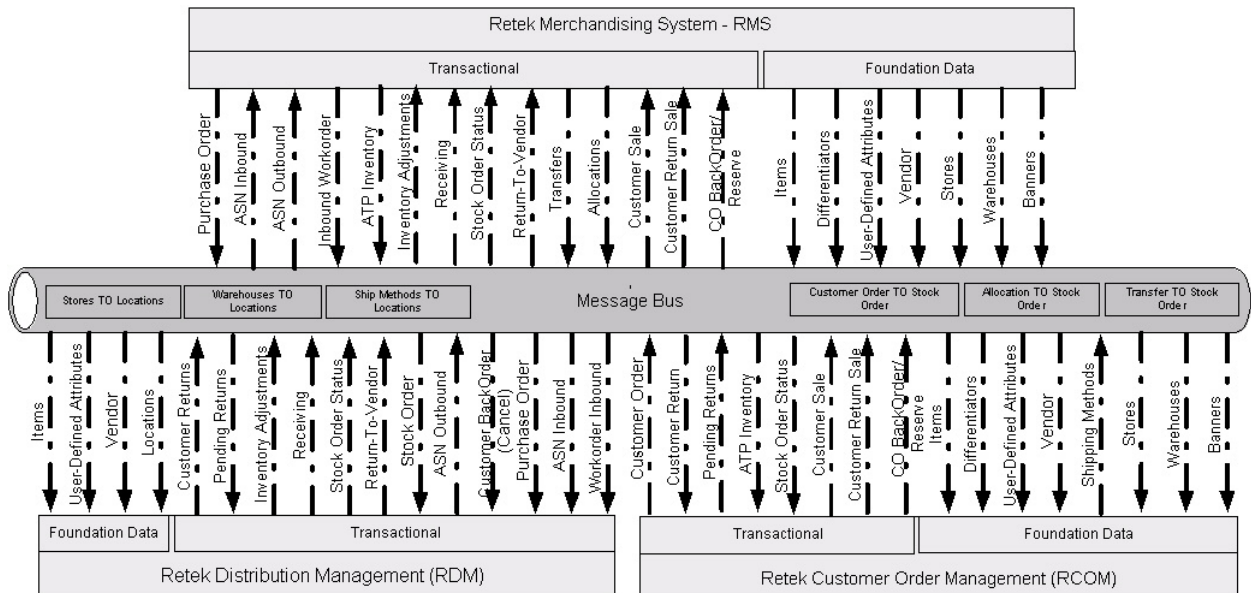 Retek Merchandising System - RMS
Transactional
Foundation Data
Purchase Order
ASN Inbound
ASN Outbound
Inbound Workorder
ATP Inventory
Inventory Adjustments
Receiving
Stock Order Status
Return-To-Vendor
Transfers
Allocations
Customer Sale
Customer Return Sale
CO BackOrder/
Reserve
Items
Differentiators
User-Defined Attributes
Vendor
Stores
Warehouses
Banners
Stores TO Locations
Warehouses TO
Locations
Ship Methods TO
Locations
Message Bus
Customer Order TO Stock
Order
Allocation TO Stock
Order
Transfer TO Stock
Order
Items
User-Defined Attributes
Vendor
Locations
Customer Returns
Pending Returns
Inventory Adjustments
Receiving
Stock Order Status
Return-To-Vendor
Stock Order
ASN Outbound
Customer BackOrder
(Cancel)
Purchase Order
ASN Inbound
Workorder Inbound
Customer Order
Customer Return
Pending Returns
ATP Inventory
Stock Order Status
Customer Sale
Customer Return Sale
CO BackOrder/
Reserve
Items
Differentiators
User-Defined Attributes
Vendor
Shipping Methods
Stores
Warehouses
Banners
Foundation Data
Transactional
Retek Distribution Management (RDM)
Transactional
Foundation Data
Retek Customer Order Management (RCOM)